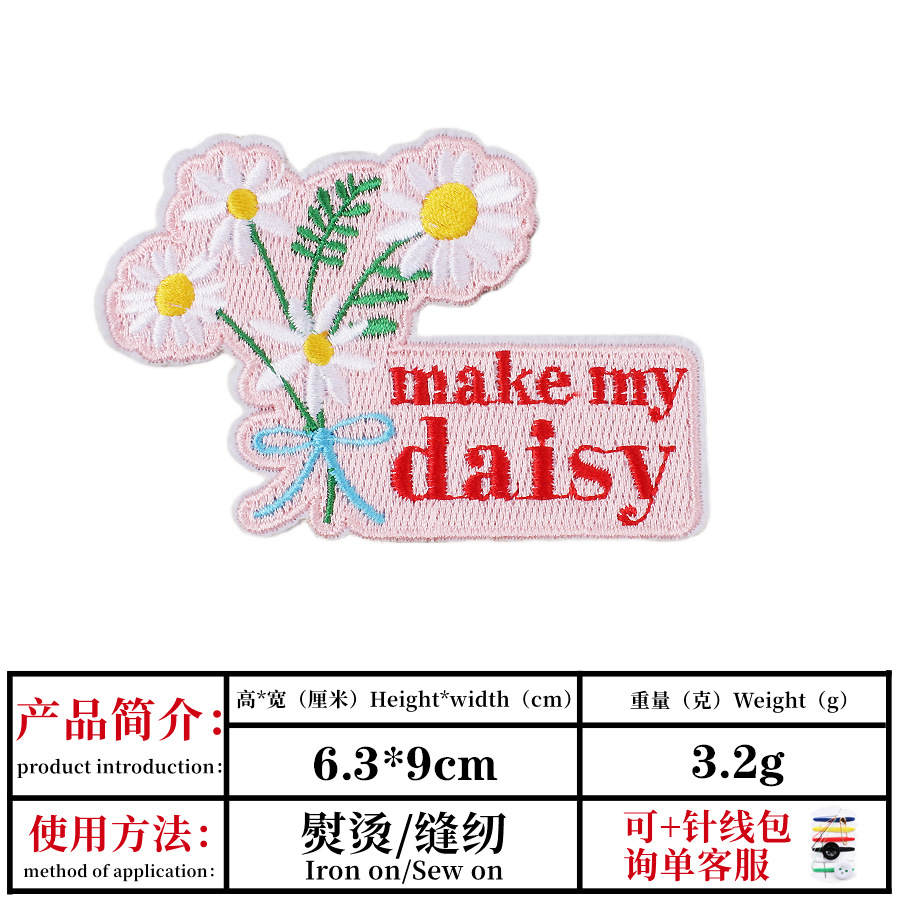 make my
daisy
产品简介：
product introduction：
高*宽（厘米）Height*width（cm）
重量（克）Weight（g）
6.3*9cm
3.2g
使用方法：
method of application：
熨烫/缝纫
Iron on/Sew on
可+针线包
询单客服